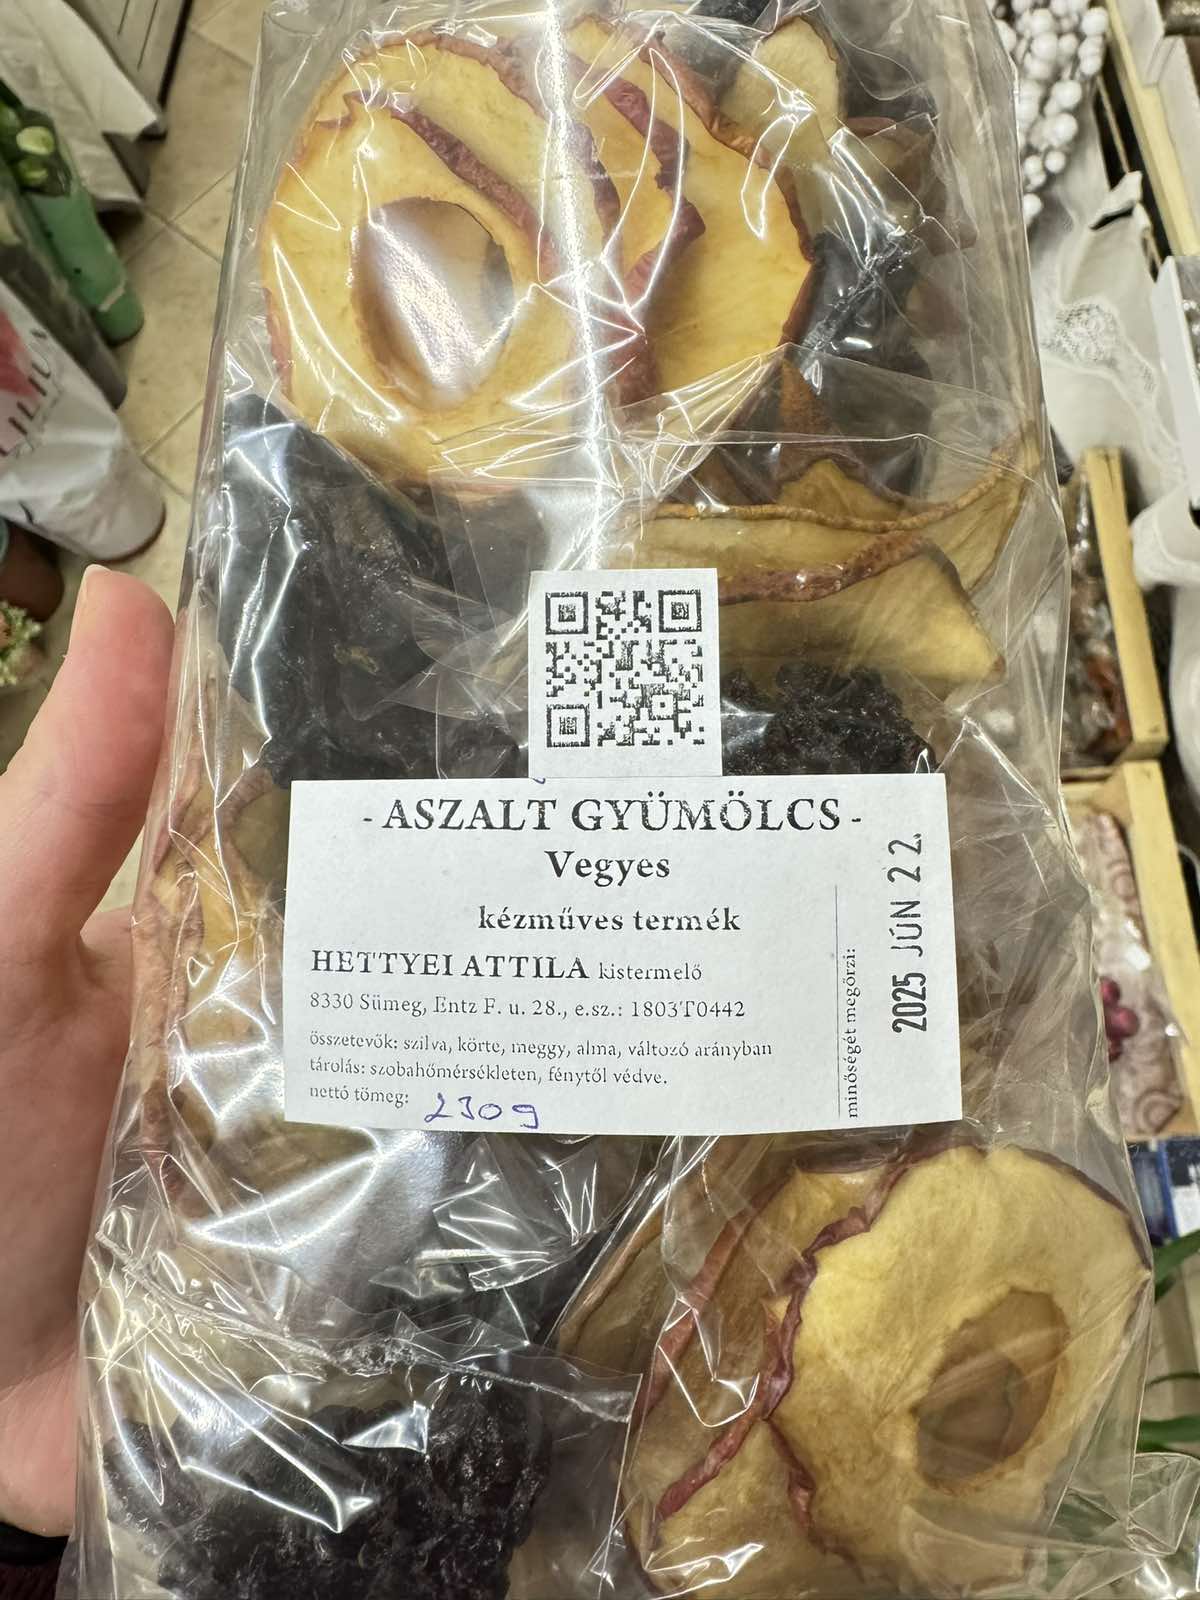 - ASZALT GYÜMÖLCS -
Vegyes
kézműves termék
HETTYEI ATTILA kistermelő
8330 Sümeg, Entz F. u. 28., e.sz.: 1803T0442
összetevők: szilva, körte, meggy, alma, változó arányban
tárolás: szobahőmérsékleten, fénytől védve.
nettó tömeg: 230g
minőségét megőrzi:
2025 JÚN 22.